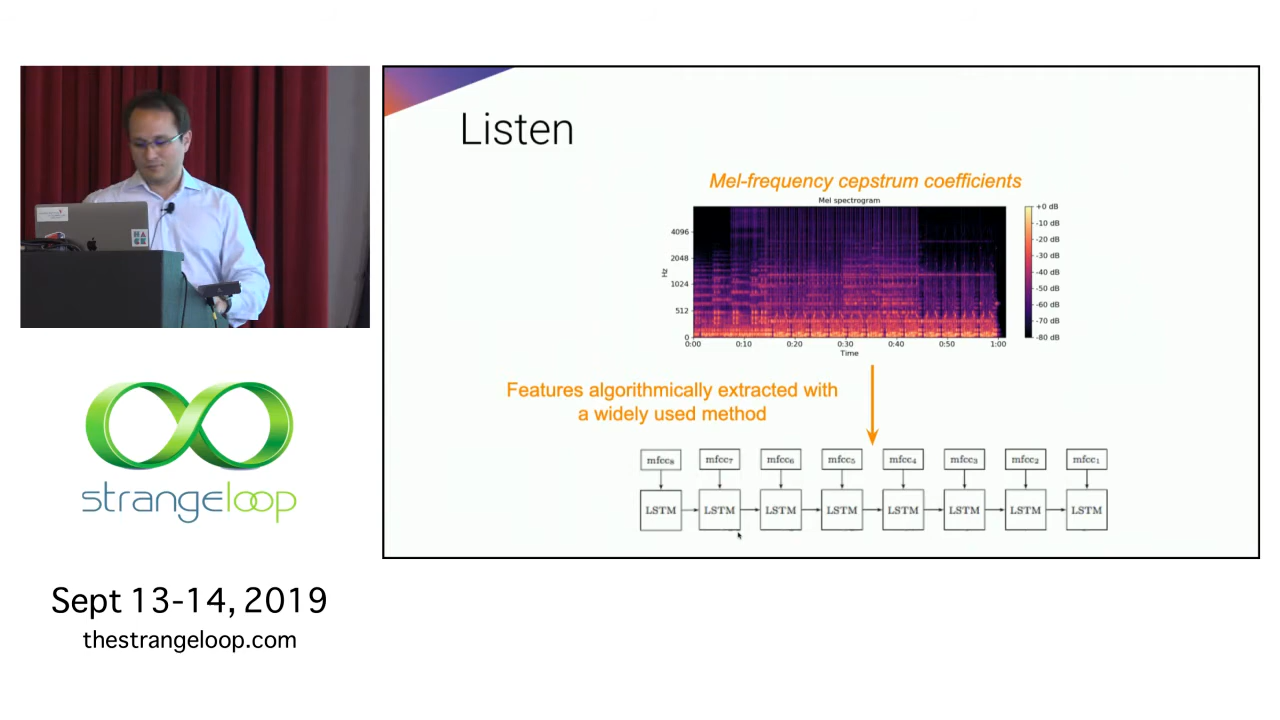 Listen
Mel-frequency cepstrum coefficients
Mel spectrogram
4096
2048
1024
512
0
Hz
0:00 0:10 0:20 0:30 0:40 0:50 1:00
Time
+0 dB
-10 dB
-20 dB
-30 dB
-40 dB
-50 dB
-60 dB
-70 dB
-80 dB
Features algorithmically extracted with
a widely used method
mfcc₈ mfcc₇ mfcc₆ mfcc₅ mfcc₄ mfcc₃ mfcc₂ mfcc₁
LSTM LSTM LSTM LSTM LSTM LSTM LSTM LSTM
strangeloop
Sept 13-14, 2019
thestrangeloop.com